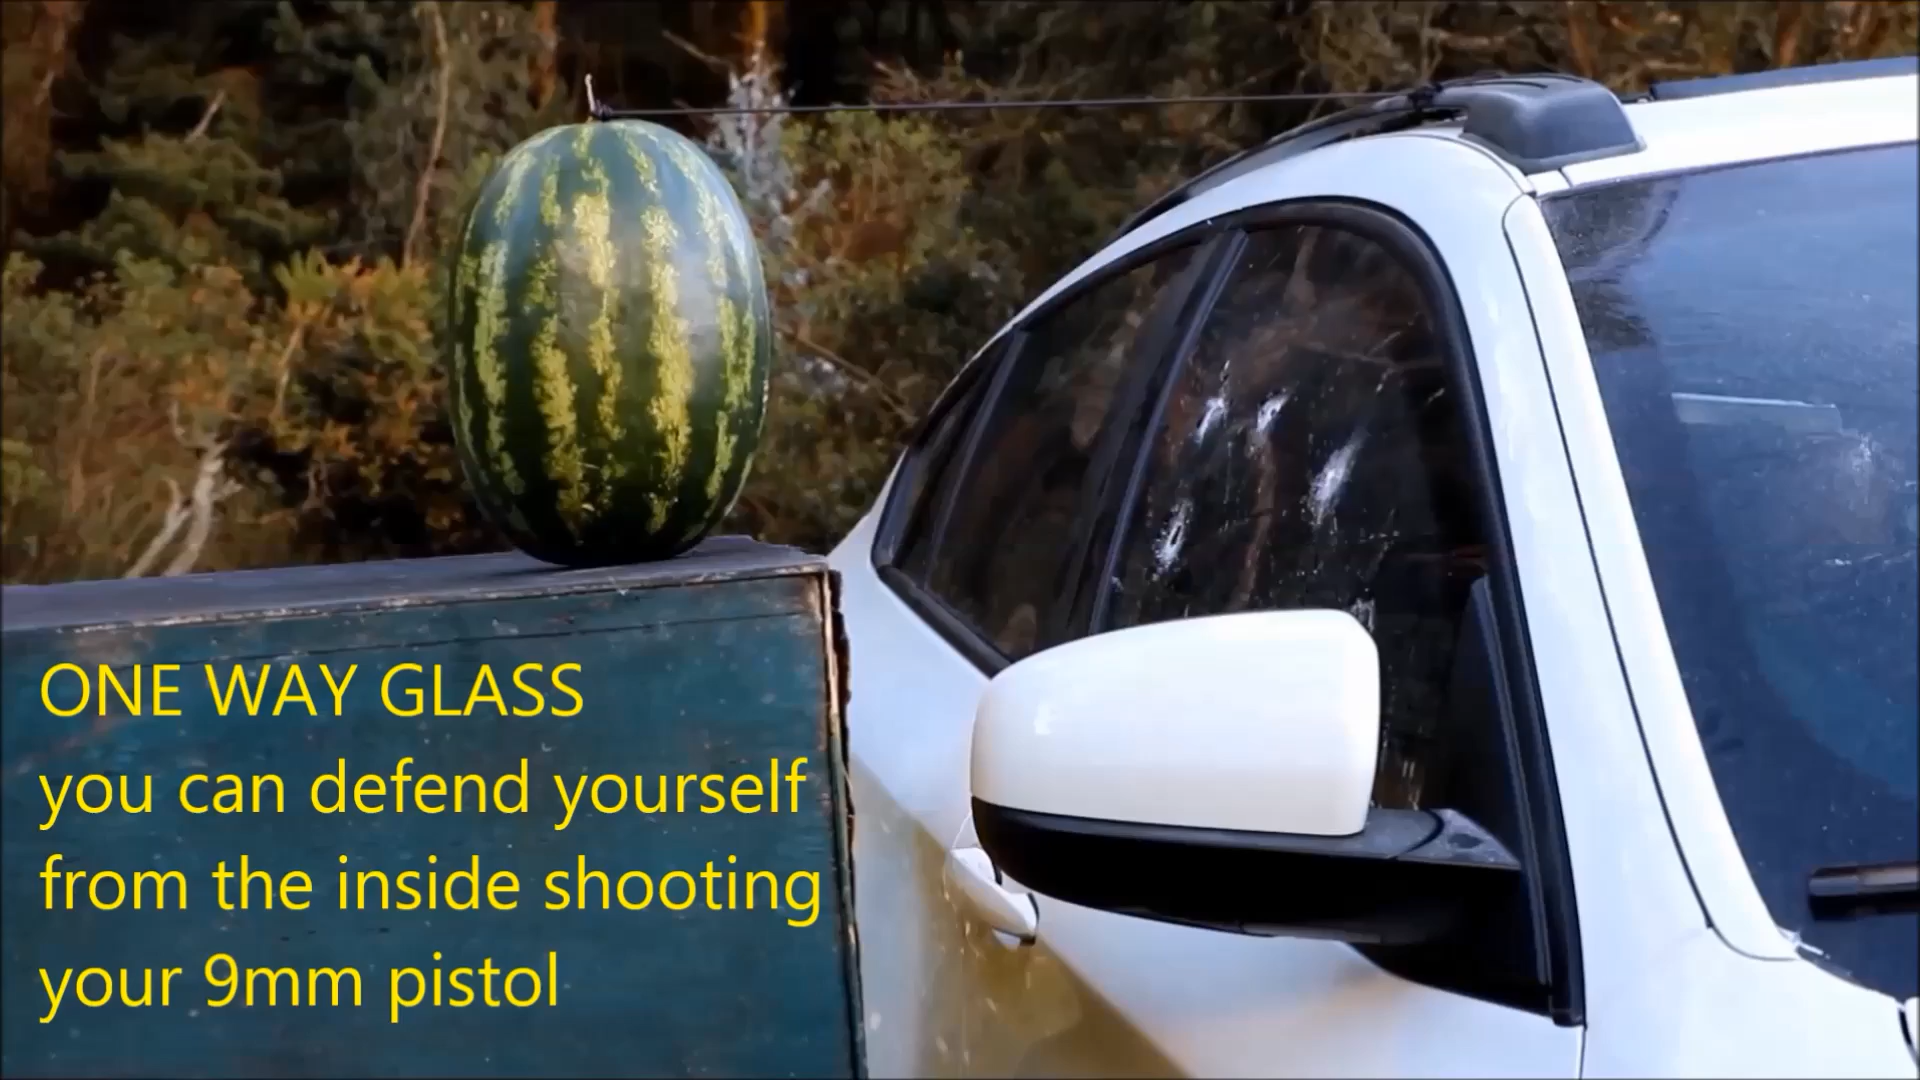 ONE WAY GLASS
you can defend yourself
from the inside shooting
your 9mm pistol